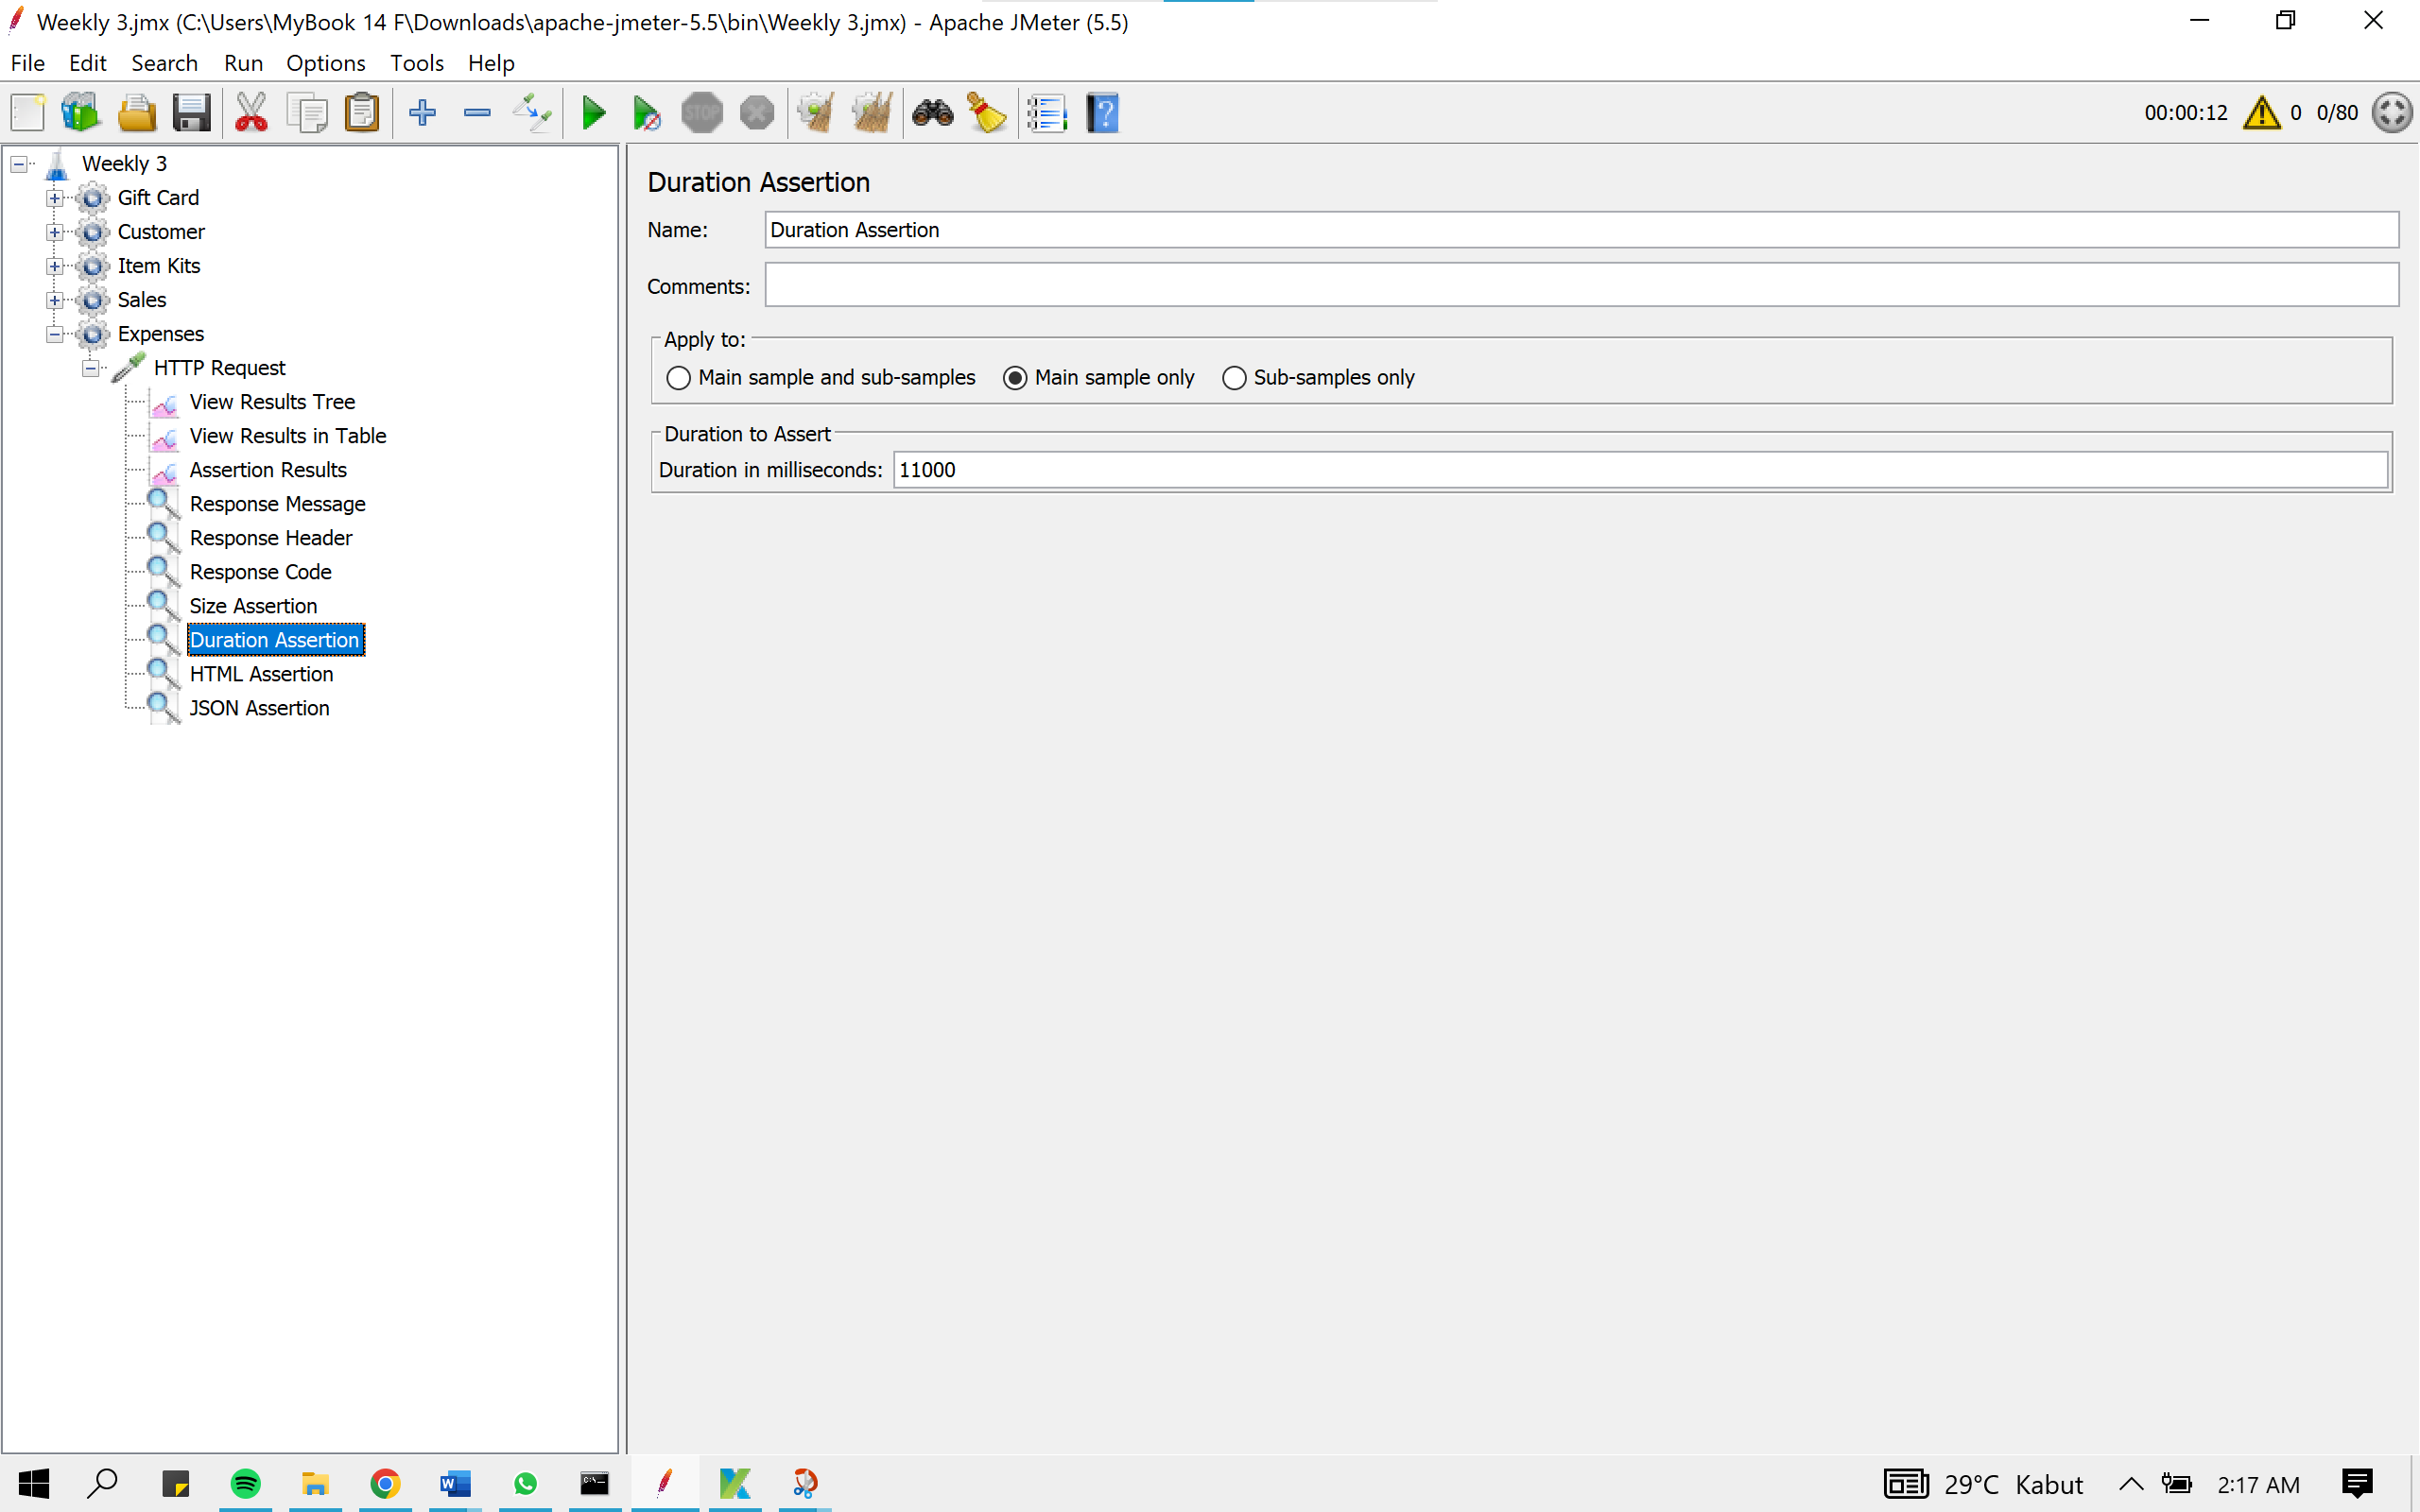 Weekly 3.jmx (C:\Users\MyBook 14 F\Downloads\apache-jmeter-5.5\bin\Weekly 3.jmx) - Apache JMeter (5.5)
File Edit Search Run Options Tools Help
STOP 00:00:12 0 0/80
Weekly 3
Gift Card
Customer
Item Kits
Sales
Expenses
HTTP Request
View Results Tree
View Results in Table
Assertion Results
Response Message
Response Header
Response Code
Size Assertion
Duration Assertion
HTML Assertion
JSON Assertion
Duration Assertion
Name: Duration Assertion
Comments:
Apply to:
Main sample and sub-samples Main sample only Sub-samples only
Duration to Assert
Duration in milliseconds: 11000
29°C Kabut 2:17 AM